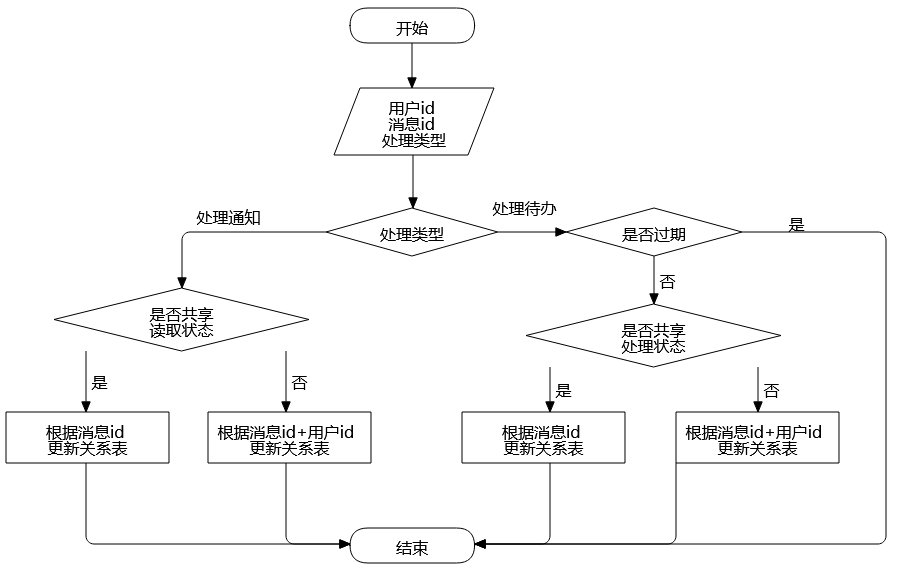 开始
用户id
消息id
处理类型
处理通知
处理类型
处理待办
是否过期
是
否
是否共享
读取状态
是否共享
处理状态
是
否
是
否
根据消息id
更新关系表
根据消息id+用户id
更新关系表
根据消息id
更新关系表
根据消息id+用户id
更新关系表
结束